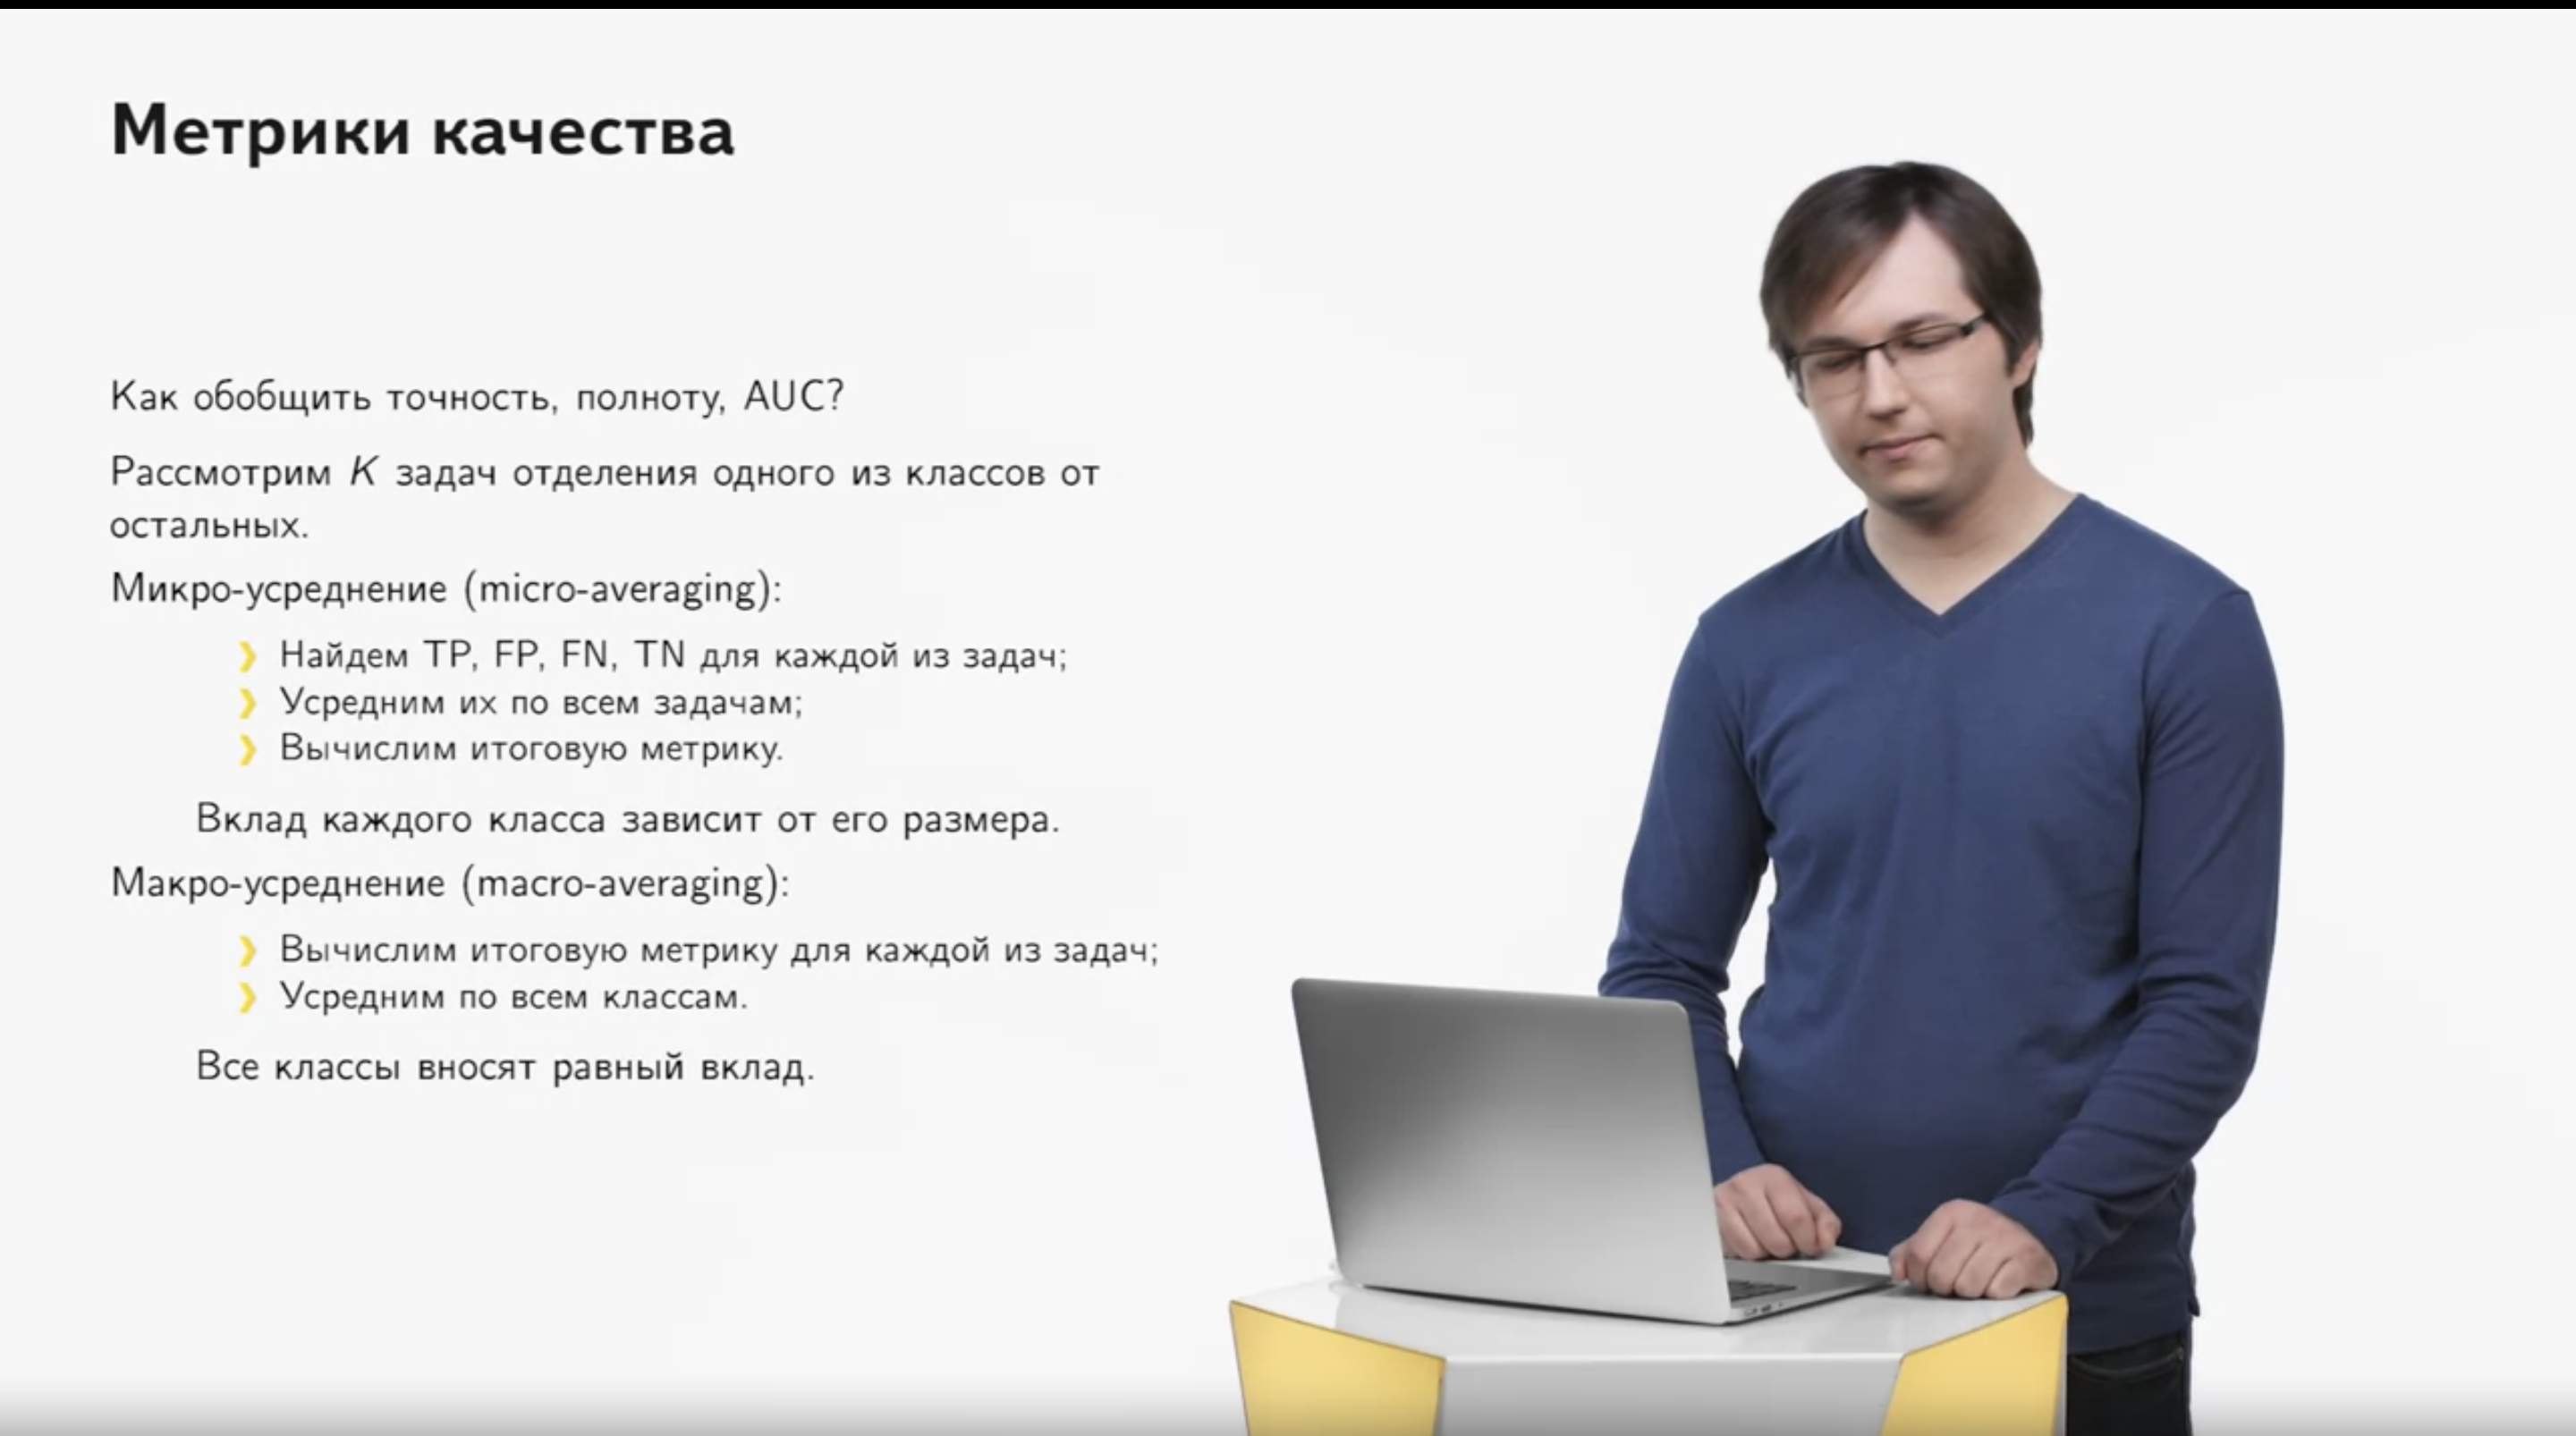 Метрики качества
Как обобщить точность, полноту, AUC?
Рассмотрим K задач отделения одного из классов от
остальных.
Микро-усреднение (micro-averaging):
❯ Найдем TP, FP, FN, TN для каждой из задач;
❯ Усредним их по всем задачам;
❯ Вычислим итоговую метрику.
Вклад каждого класса зависит от его размера.
Макро-усреднение (macro-averaging):
❯ Вычислим итоговую метрику для каждой из задач;
❯ Усредним по всем классам.
Все классы вносят равный вклад.